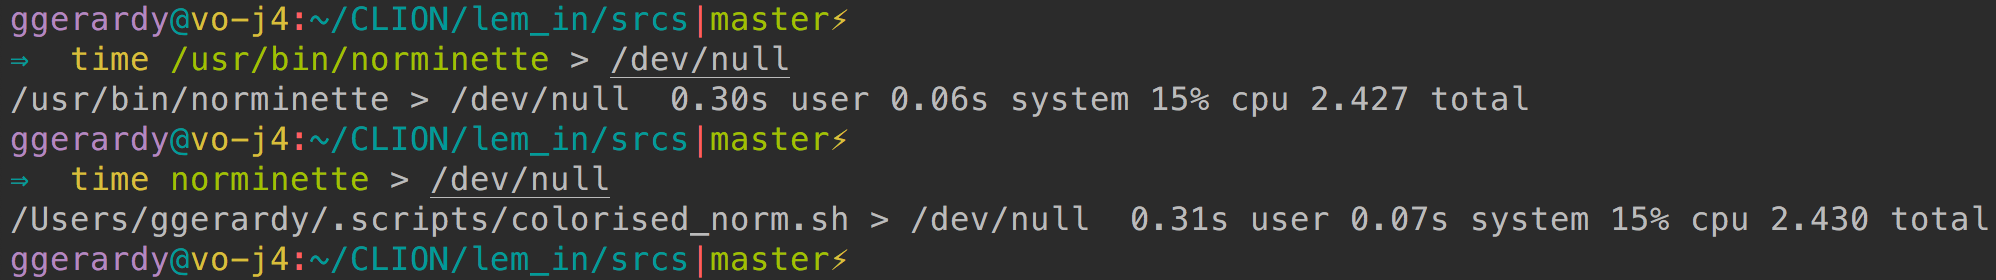 ggerardy@vo-j4:~/CLION/lem_in/srcs|master⚡
⇒  time /usr/bin/norminette > /dev/null
/usr/bin/norminette > /dev/null  0.30s user 0.06s system 15% cpu 2.427 total
ggerardy@vo-j4:~/CLION/lem_in/srcs|master⚡
⇒  time norminette > /dev/null
/Users/ggerardy/.scripts/colorised_norm.sh > /dev/null  0.31s user 0.07s system 15% cpu 2.430 total
ggerardy@vo-j4:~/CLION/lem_in/srcs|master⚡